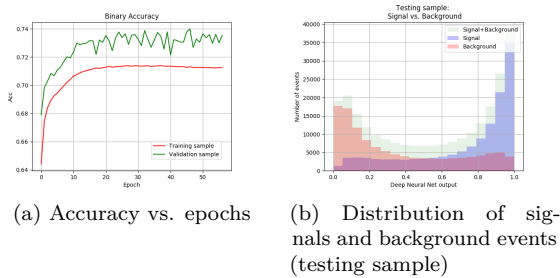 Binary Accuracy
0.74
0.72
0.70
0.68
0.66
0.64
Acc
Training sample
Validation sample
0 10 20 30 40 50
Epoch
(a) Accuracy vs. epochs
Testing sample:
Signal vs. Background
40000
35000
30000
25000
20000
15000
10000
5000
0
Number of events
Signal+Background
Signal
Background
0.0 0.2 0.4 0.6 0.8 1.0
Deep Neural Net output
(b) Distribution of sig-
nals and background events
(testing sample)